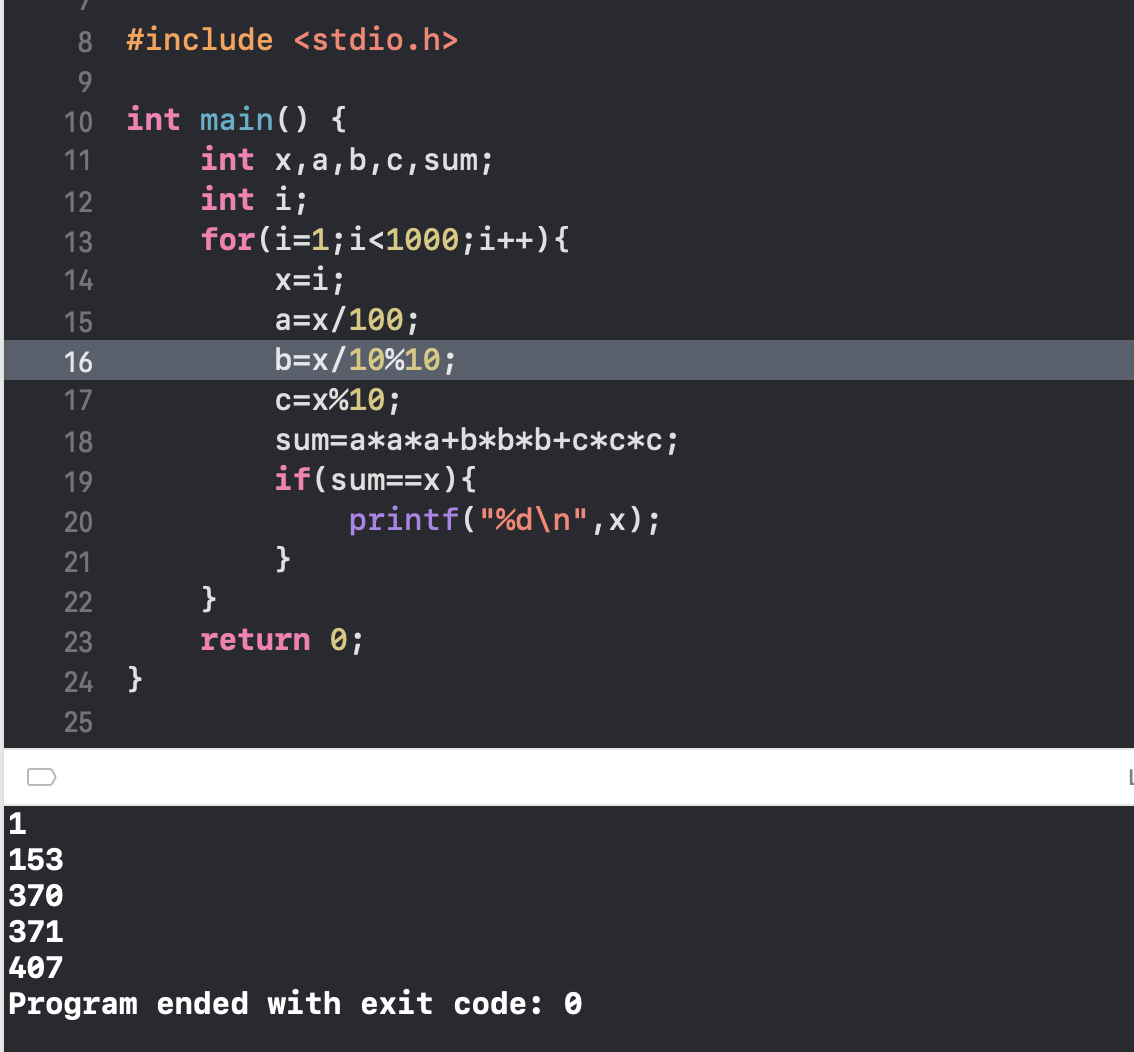 8 #include <stdio.h>
9
10 int main() {
11 int x,a,b,c,sum;
12 int i;
13 for(i=1;i<1000;i++){
14 x=i;
15 a=x/100;
16 b=x/10%10;
17 c=x%10;
18 sum=a*a*a+b*b*b+c*c*c;
19 if(sum==x){
20 printf("%d\n",x);
21 }
22 }
23 return 0;
24 }
25
1
153
370
371
407
Program ended with exit code: 0